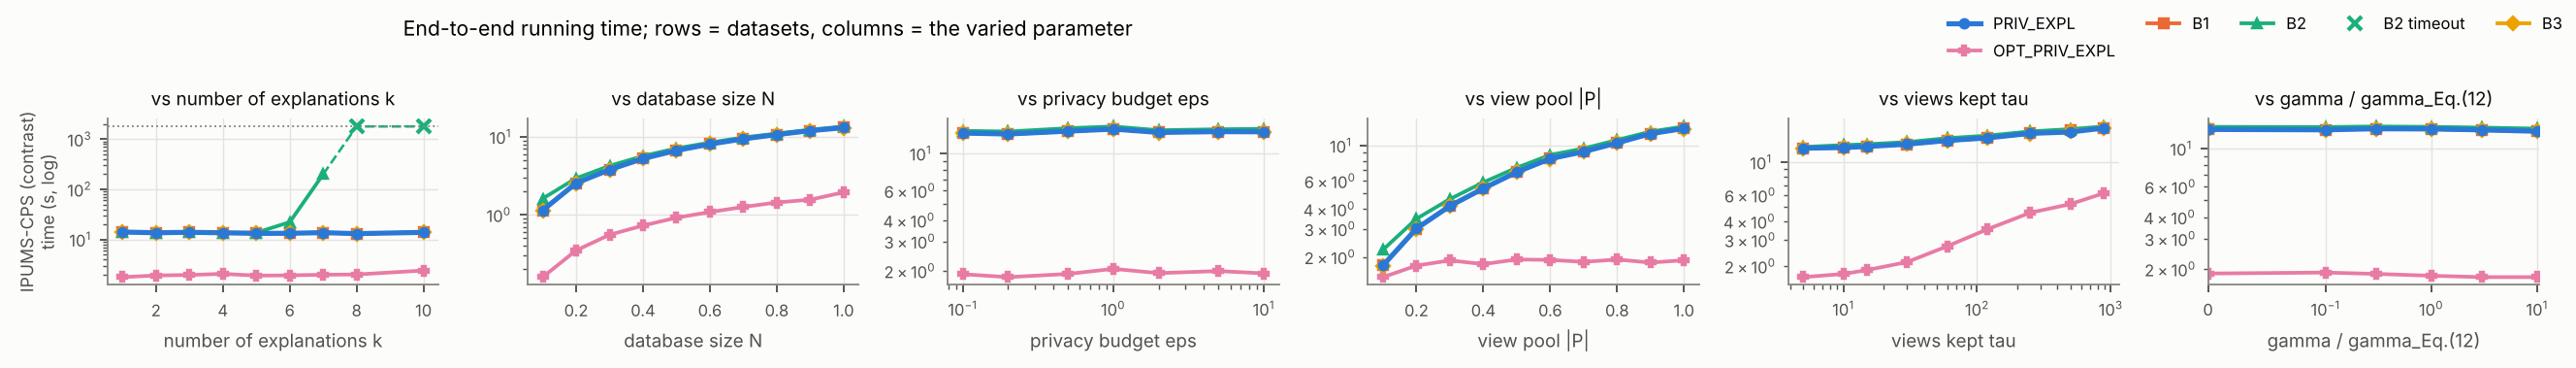 End-to-end running time; rows = datasets, columns = the varied parameter
PRIV_EXPL
B1
B2
B2 timeout
B3
OPT_PRIV_EXPL
IPUMS-CPS (contrast)
time (s, log)
vs number of explanations k
10³
10²
10¹
2 4 6 8 10
number of explanations k
vs database size N
10¹
10⁰
0.2 0.4 0.6 0.8 1.0
database size N
vs privacy budget eps
10¹
6 × 10⁰
4 × 10⁰
3 × 10⁰
2 × 10⁰
10⁻¹ 10⁰ 10¹
privacy budget eps
vs view pool |P|
10¹
6 × 10⁰
4 × 10⁰
3 × 10⁰
2 × 10⁰
0.2 0.4 0.6 0.8 1.0
view pool |P|
vs views kept tau
10¹
6 × 10⁰
4 × 10⁰
3 × 10⁰
2 × 10⁰
10¹ 10² 10³
views kept tau
vs gamma / gamma_Eq.(12)
10¹
6 × 10⁰
4 × 10⁰
3 × 10⁰
2 × 10⁰
0 10⁻¹ 10⁰ 10¹
gamma / gamma_Eq.(12)